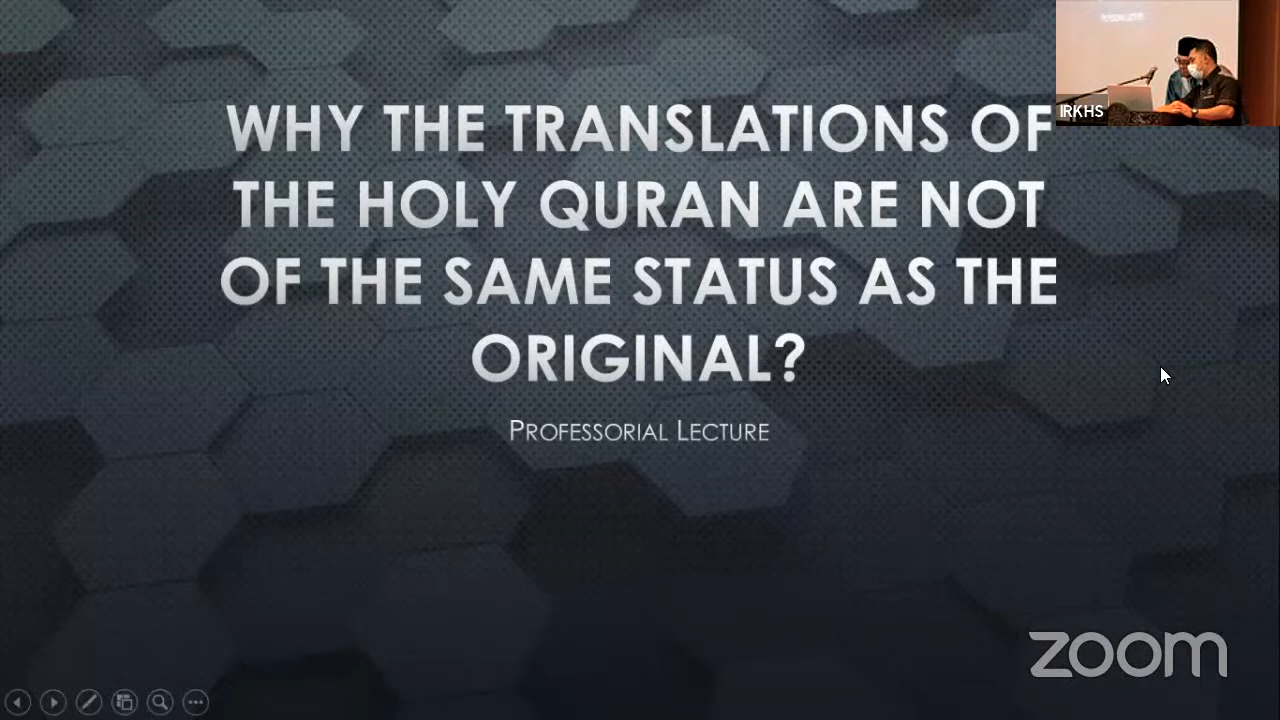 WHY THE TRANSLATIONS OF
THE HOLY QURAN ARE NOT
OF THE SAME STATUS AS THE
ORIGINAL?
PROFESSORIAL LECTURE
IRKHS
zoom